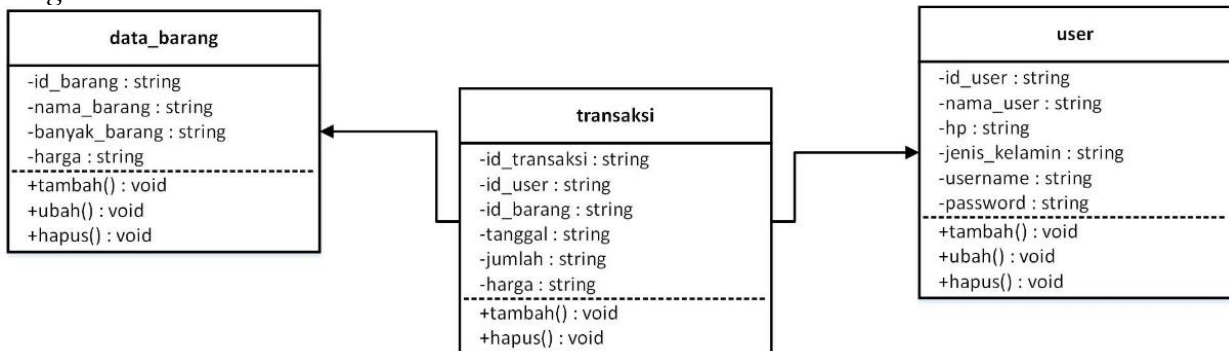 data_barang
-id_barang : string
-nama_barang : string
-banyak_barang : string
-harga : string
+tambah() : void
+ubah() : void
+hapus() : void
transaksi
-id_transaksi : string
-id_user : string
-id_barang : string
-tanggal : string
-jumlah : string
-harga : string
+tambah() : void
+hapus() : void
user
-id_user : string
-nama_user : string
-hp : string
-jenis_kelamin : string
-username : string
-password : string
+tambah() : void
+ubah() : void
+hapus() : void